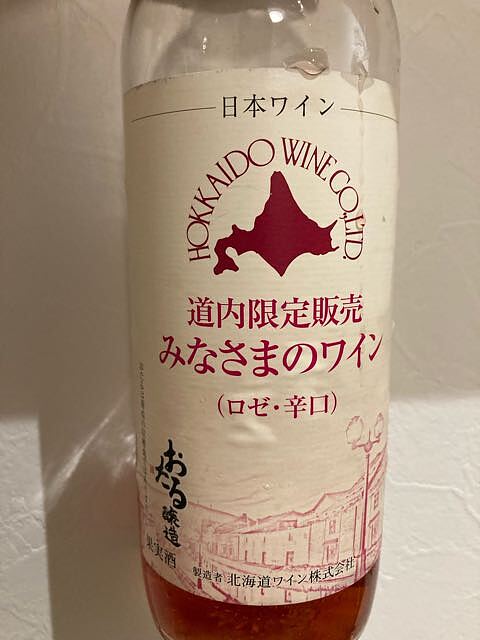 日本ワイン
HOKKAIDO WINE CO.,LTD.
道内限定販売
みなさまのワイン
（ロゼ・辛口）
おたる
醸造
果実酒
製造者 北海道ワイン株式会社